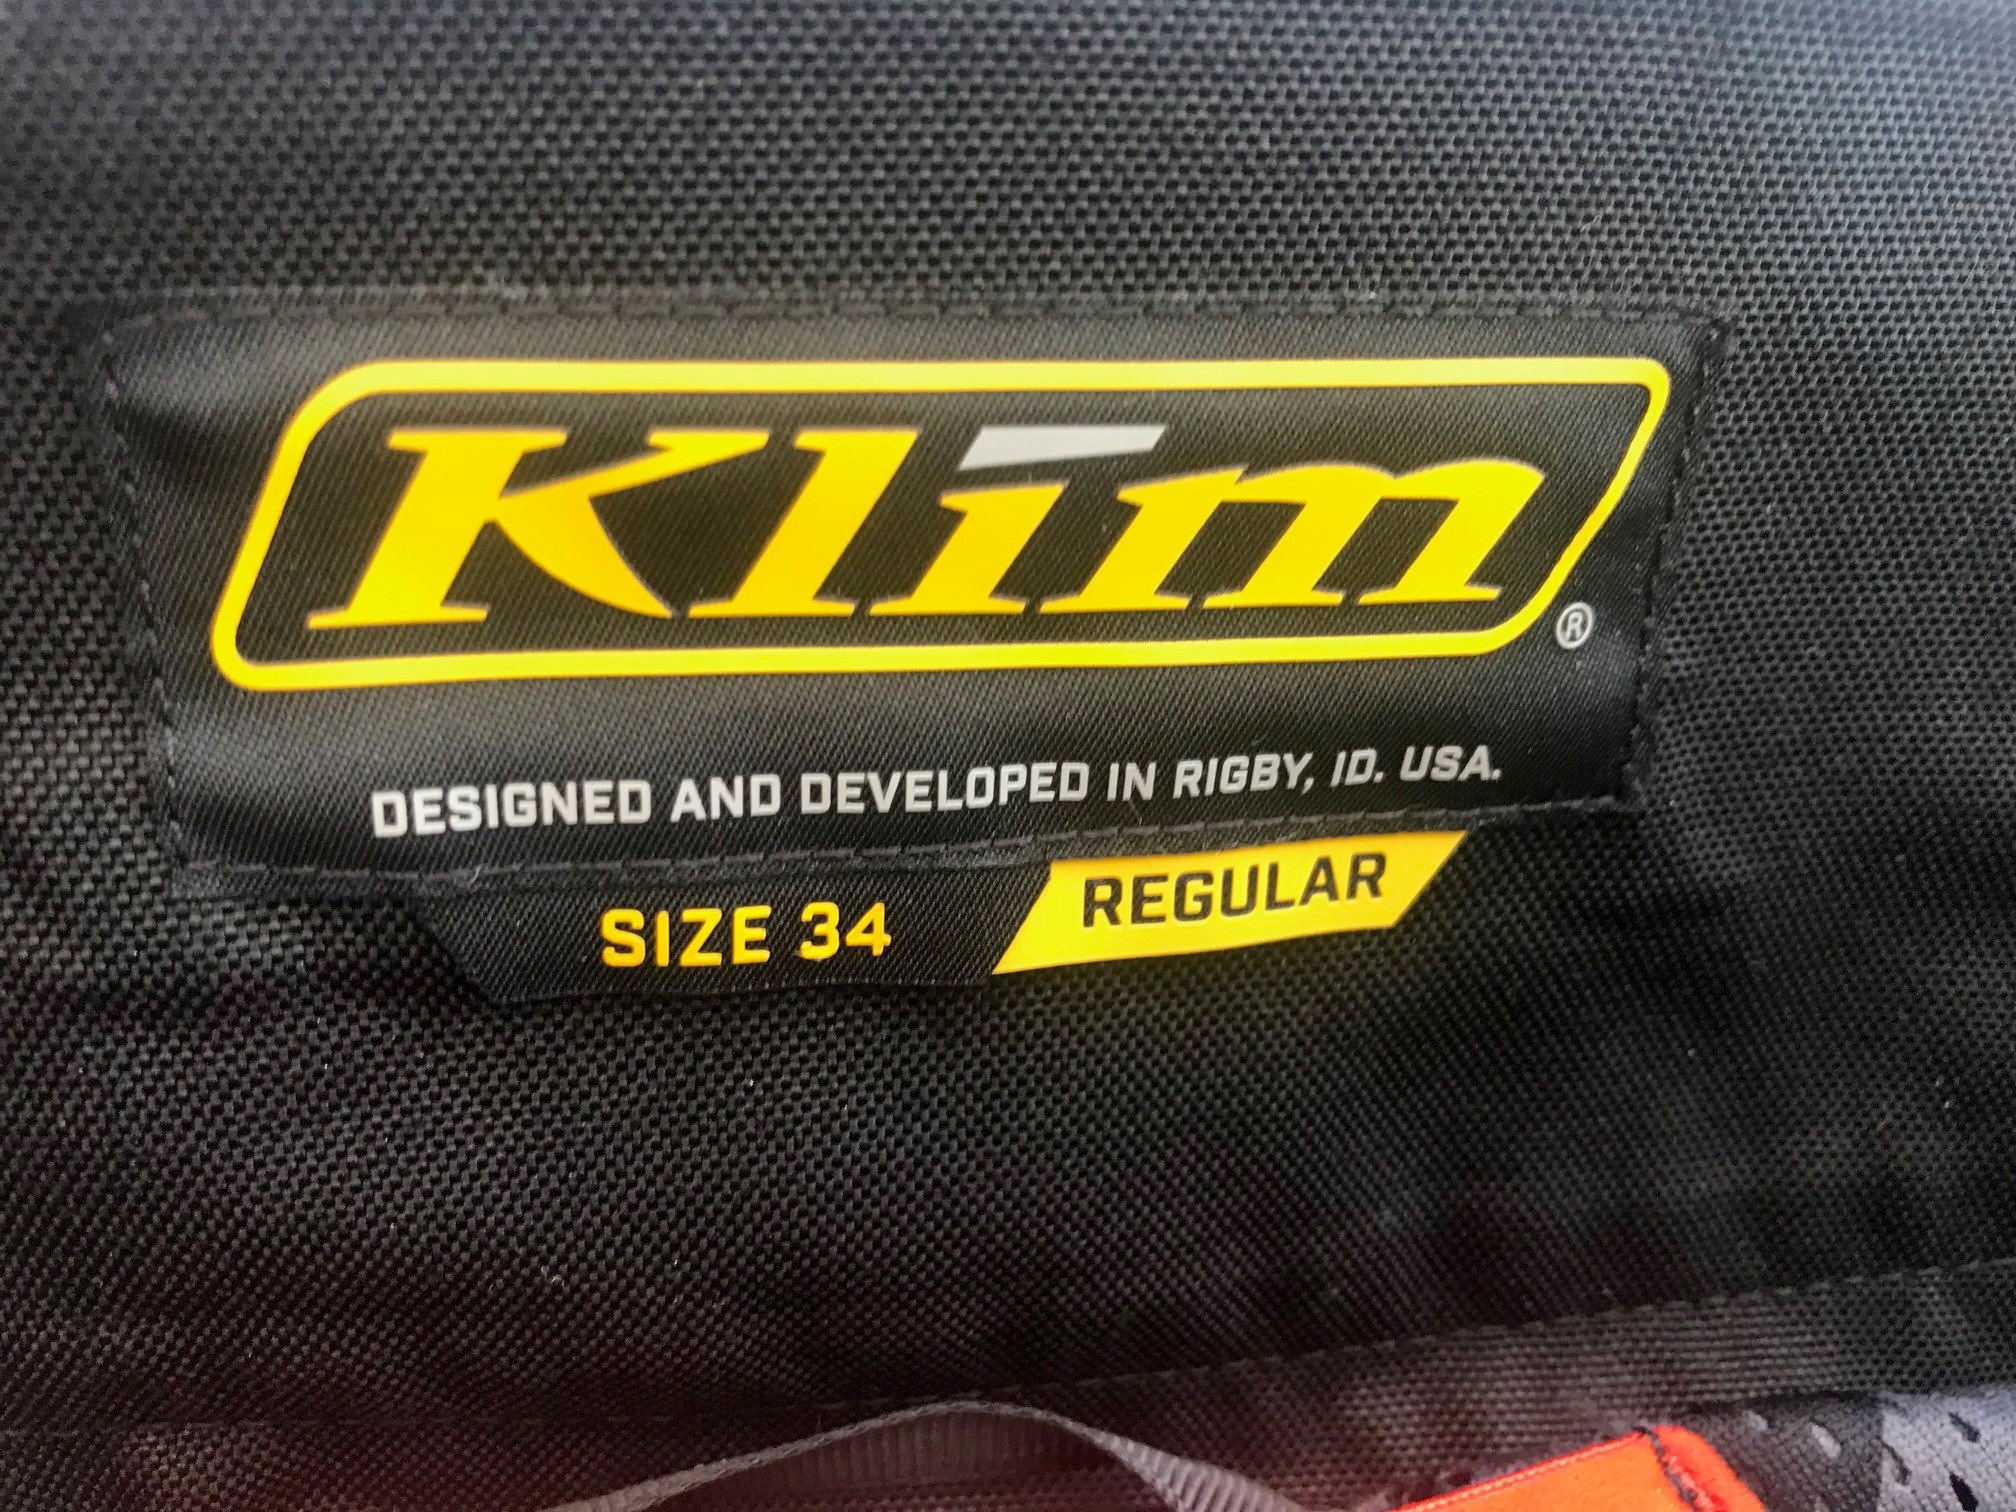 Klim®
DESIGNED AND DEVELOPED IN RIGBY, ID. USA.
SIZE 34 REGULAR